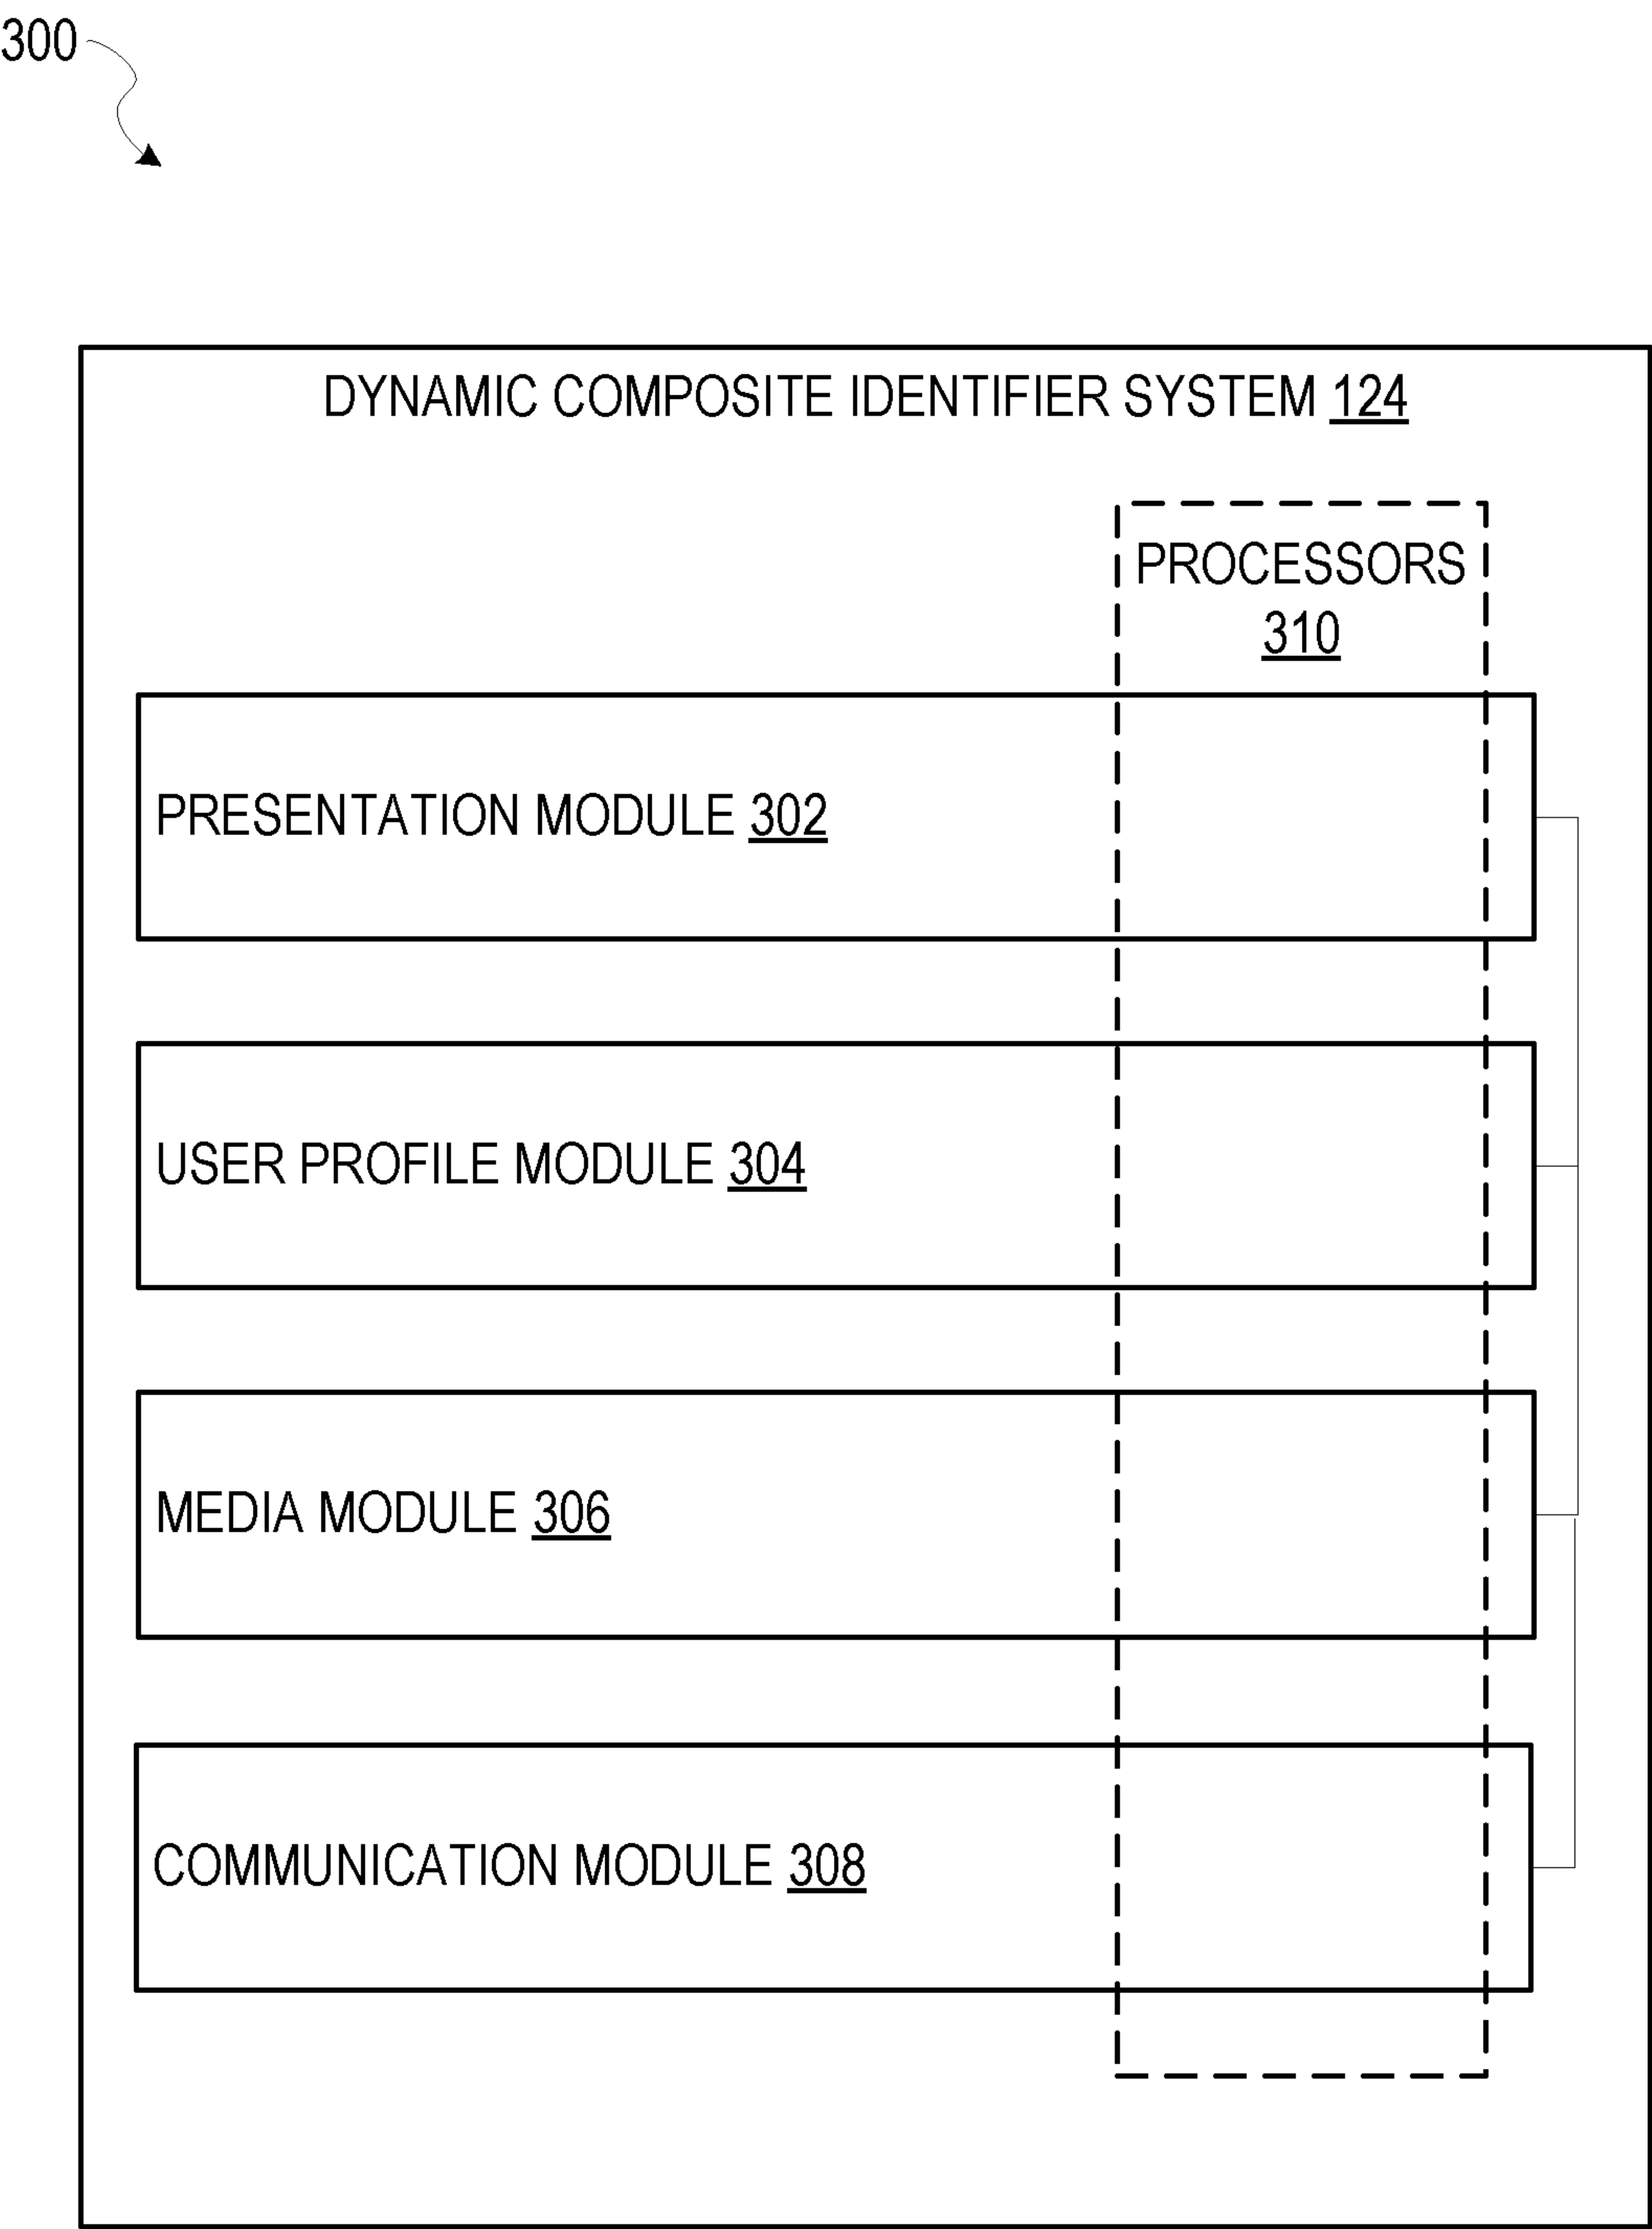 300
DYNAMIC COMPOSITE IDENTIFIER SYSTEM 124
PROCESSORS
310
PRESENTATION MODULE 302
USER PROFILE MODULE 304
MEDIA MODULE 306
COMMUNICATION MODULE 308